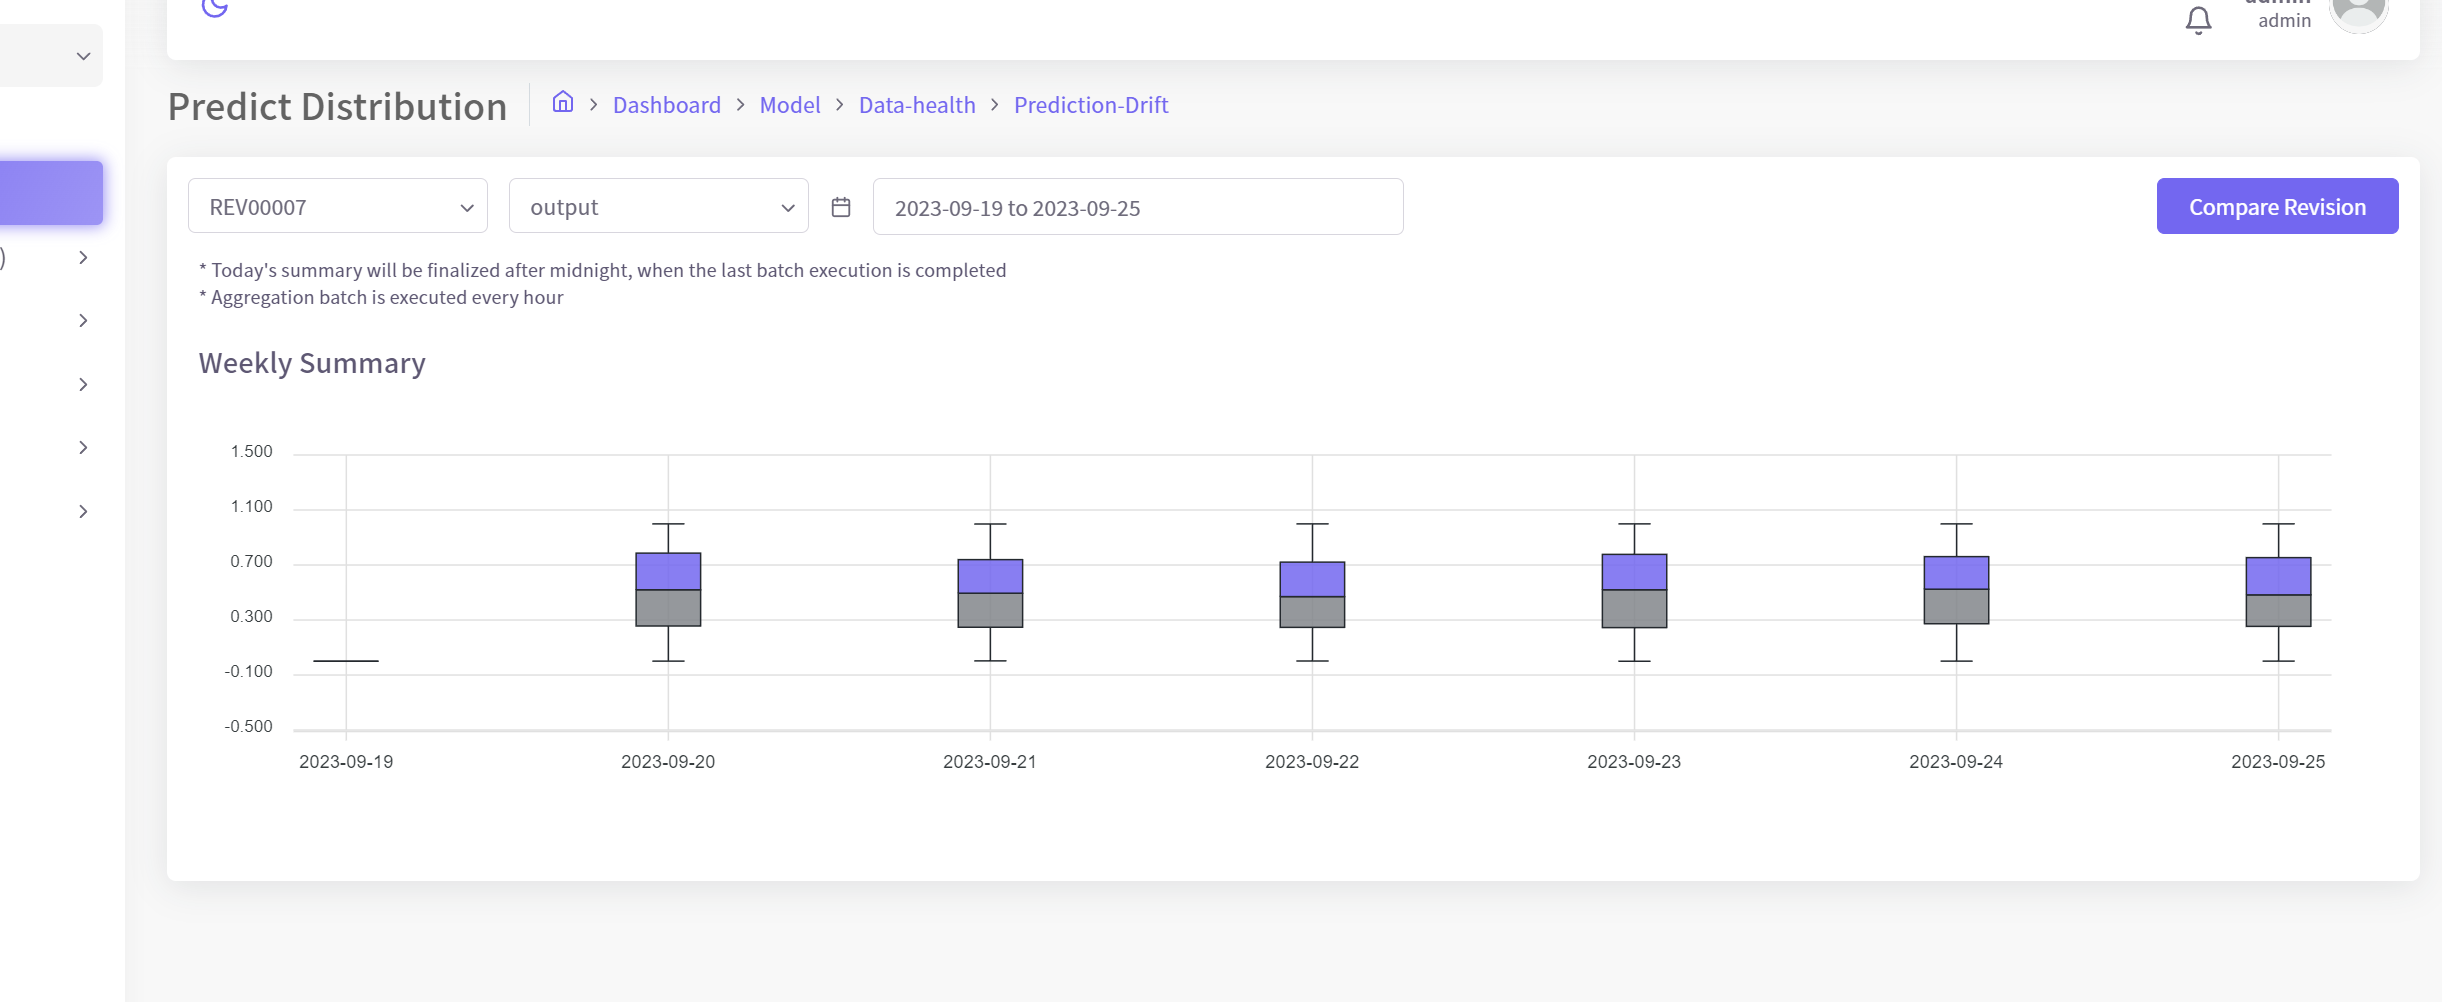 admin
admin
Predict Distribution
Dashboard > Model > Data-health > Prediction-Drift
REV00007
output
2023-09-19 to 2023-09-25
Compare Revision
* Today's summary will be finalized after midnight, when the last batch execution is completed
* Aggregation batch is executed every hour
Weekly Summary
1.500
1.100
0.700
0.300
-0.100
-0.500
2023-09-19 2023-09-20 2023-09-21 2023-09-22 2023-09-23 2023-09-24 2023-09-25
)